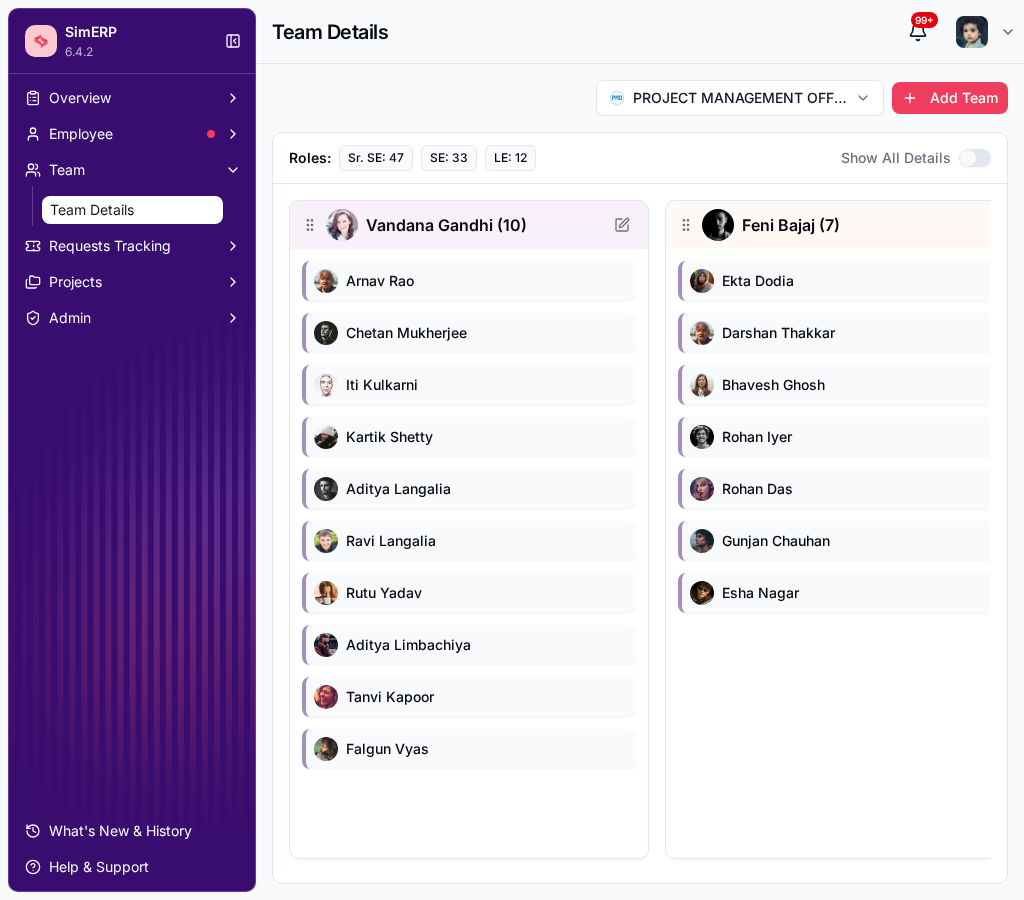 SimERP
6.4.2
Overview
Employee
Team
Team Details
Requests Tracking
Projects
Admin
What's New & History
Help & Support
Team Details
99+
PROJECT MANAGEMENT OFF...
Add Team
Roles:
Sr. SE: 47
SE: 33
LE: 12
Show All Details
Vandana Gandhi (10)
Arnav Rao
Chetan Mukherjee
Iti Kulkarni
Kartik Shetty
Aditya Langalia
Ravi Langalia
Rutu Yadav
Aditya Limbachiya
Tanvi Kapoor
Falgun Vyas
Feni Bajaj (7)
Ekta Dodia
Darshan Thakkar
Bhavesh Ghosh
Rohan Iyer
Rohan Das
Gunjan Chauhan
Esha Nagar